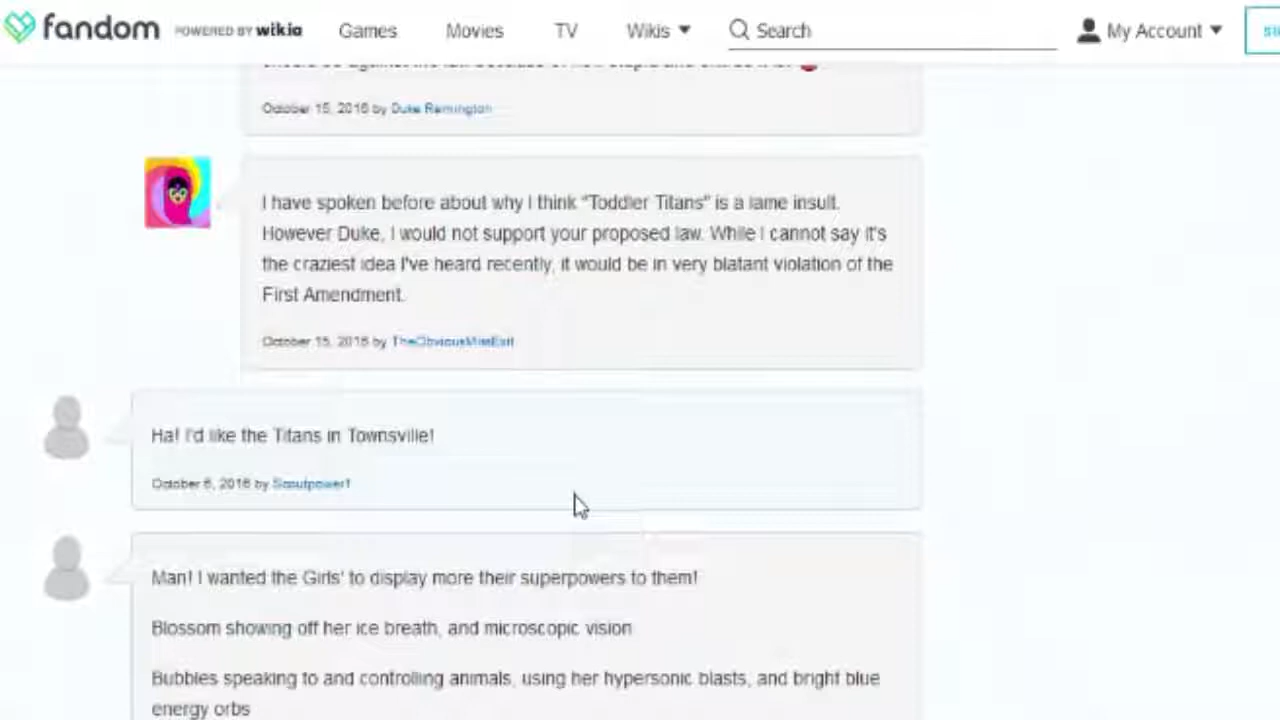 fandom POWERED BY wikia Games Movies TV Wikis Search My Account
October 15, 2016 by Duke Remington
I have spoken before about why I think "Toddler Titans" is a lame insult.
However Duke, I would not support your proposed law. While I cannot say it's
the craziest idea I've heard recently, it would be in very blatant violation of the
First Amendment.
October 15, 2016 by TheObviousMissExit
Ha! I'd like the Titans in Townsville!
October 6, 2016 by
Man! I wanted the Girls' to display more their superpowers to them!
Blossom showing off her ice breath, and microscopic vision
Bubbles speaking to and controlling animals, using her hypersonic blasts, and bright blue
energy orbs